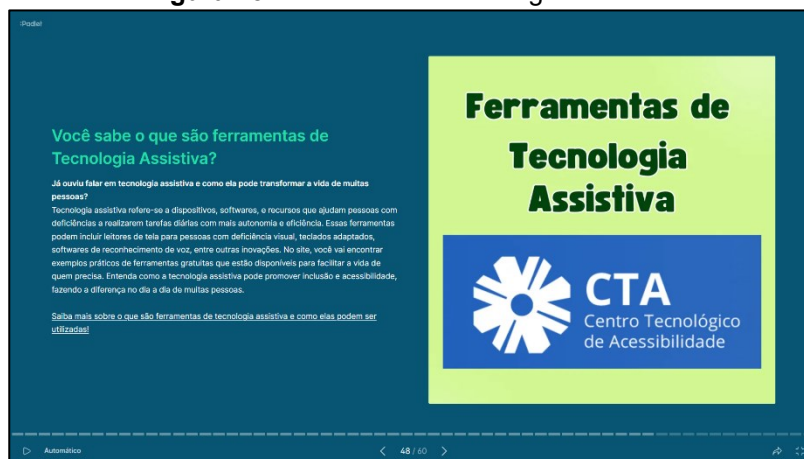 :Padlet
Você sabe o que são ferramentas de
Tecnologia Assistiva?
Já ouviu falar em tecnologia assistiva e como ela pode transformar a vida de muitas
pessoas?
Tecnologia assistiva refere-se a dispositivos, softwares, e recursos que ajudam pessoas com
deficiências a realizarem tarefas diárias com mais autonomia e eficiência. Essas ferramentas
podem incluir leitores de tela para pessoas com deficiência visual, teclados adaptados,
softwares de reconhecimento de voz, entre outras inovações. No site, você vai encontrar
exemplos práticos de ferramentas gratuitas que estão disponíveis para facilitar a vida de
quem precisa. Entenda como a tecnologia assistiva pode promover inclusão e acessibilidade,
fazendo a diferença no dia a dia de muitas pessoas.
Saiba mais sobre o que são ferramentas de tecnologia assistiva e como elas podem ser
utilizadas!
Ferramentas de
Tecnologia
Assistiva
CTA
Centro Tecnológico
de Acessibilidade
Automático
48 / 60